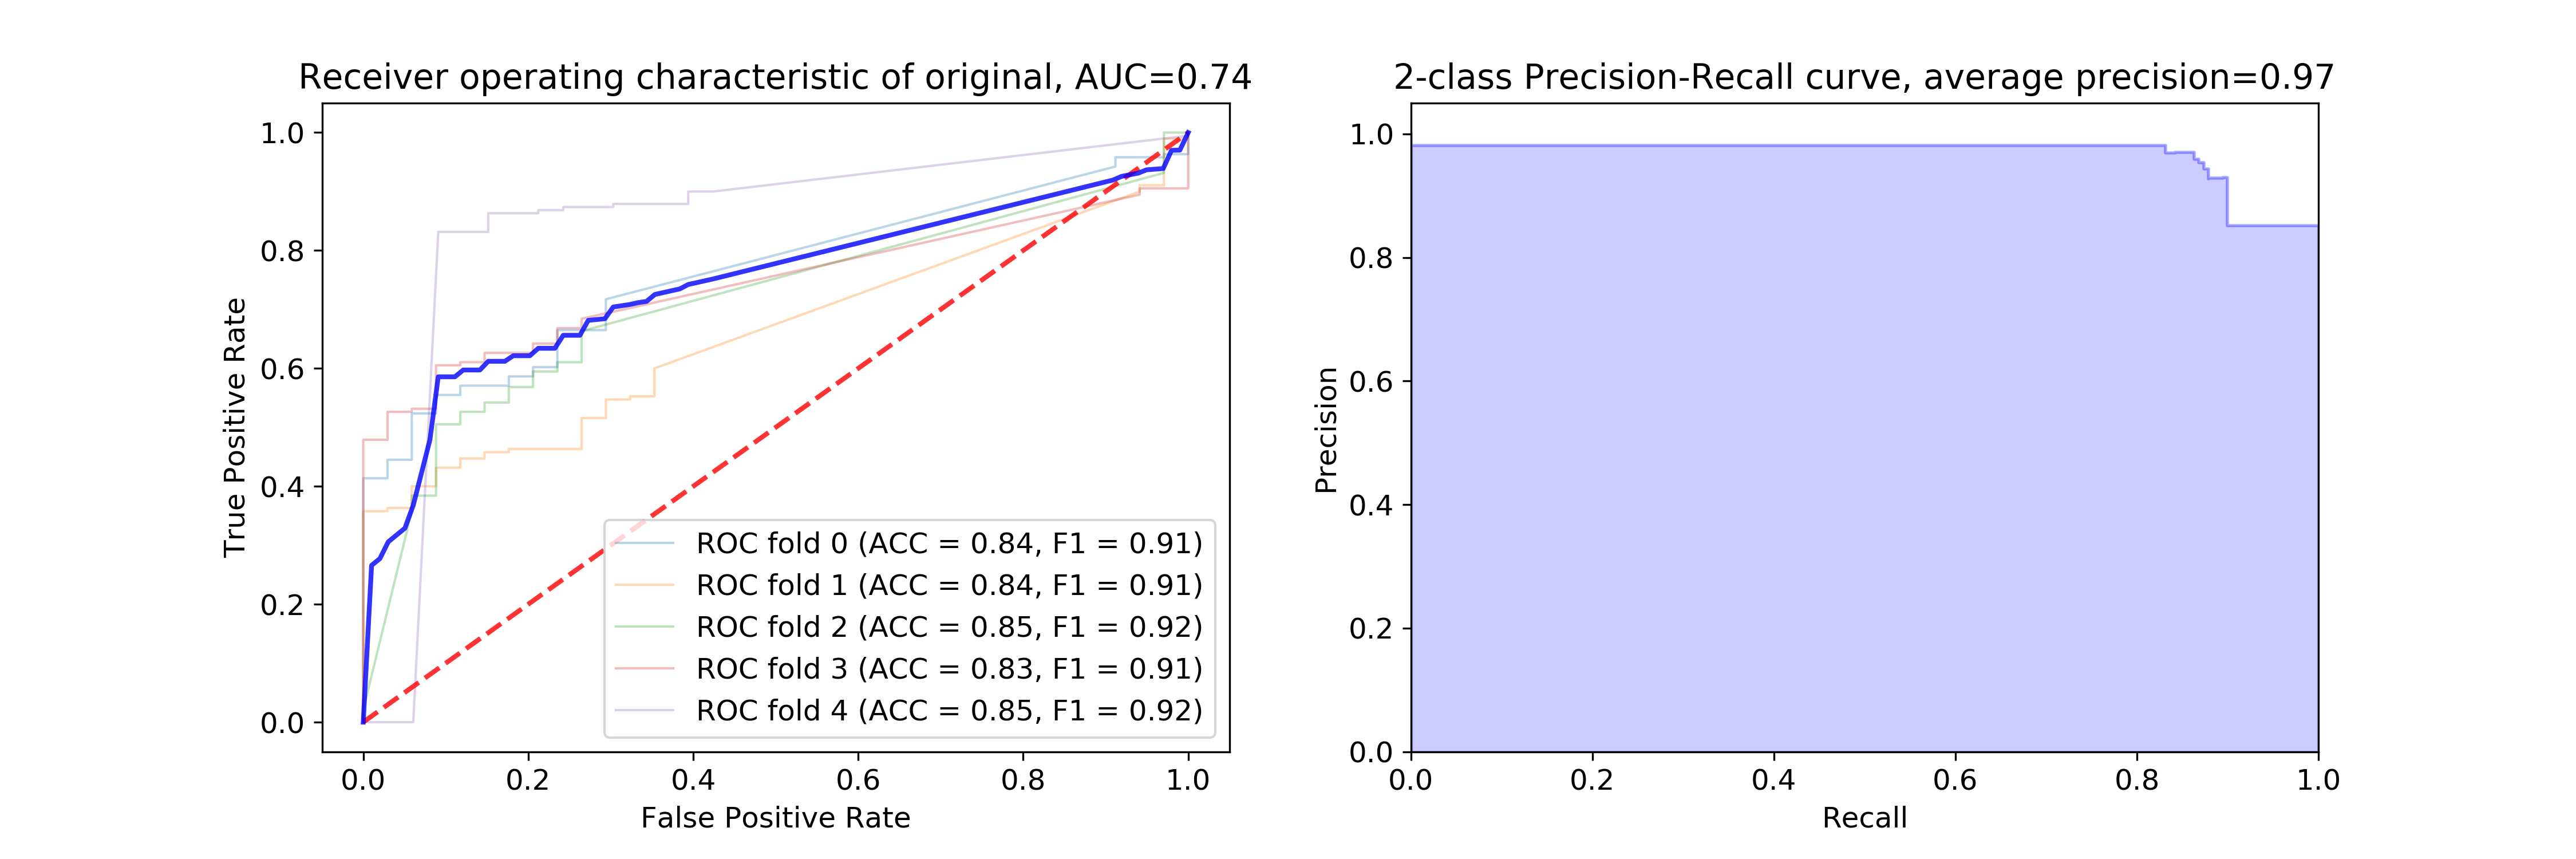 Receiver operating characteristic of original, AUC=0.74
True Positive Rate
1.0
0.8
0.6
0.4
0.2
0.0
ROC fold 0 (ACC = 0.84, F1 = 0.91)
ROC fold 1 (ACC = 0.84, F1 = 0.91)
ROC fold 2 (ACC = 0.85, F1 = 0.92)
ROC fold 3 (ACC = 0.83, F1 = 0.91)
ROC fold 4 (ACC = 0.85, F1 = 0.92)
0.0 0.2 0.4 0.6 0.8 1.0
False Positive Rate
2-class Precision-Recall curve, average precision=0.97
Precision
1.0
0.8
0.6
0.4
0.2
0.0
0.0 0.2 0.4 0.6 0.8 1.0
Recall